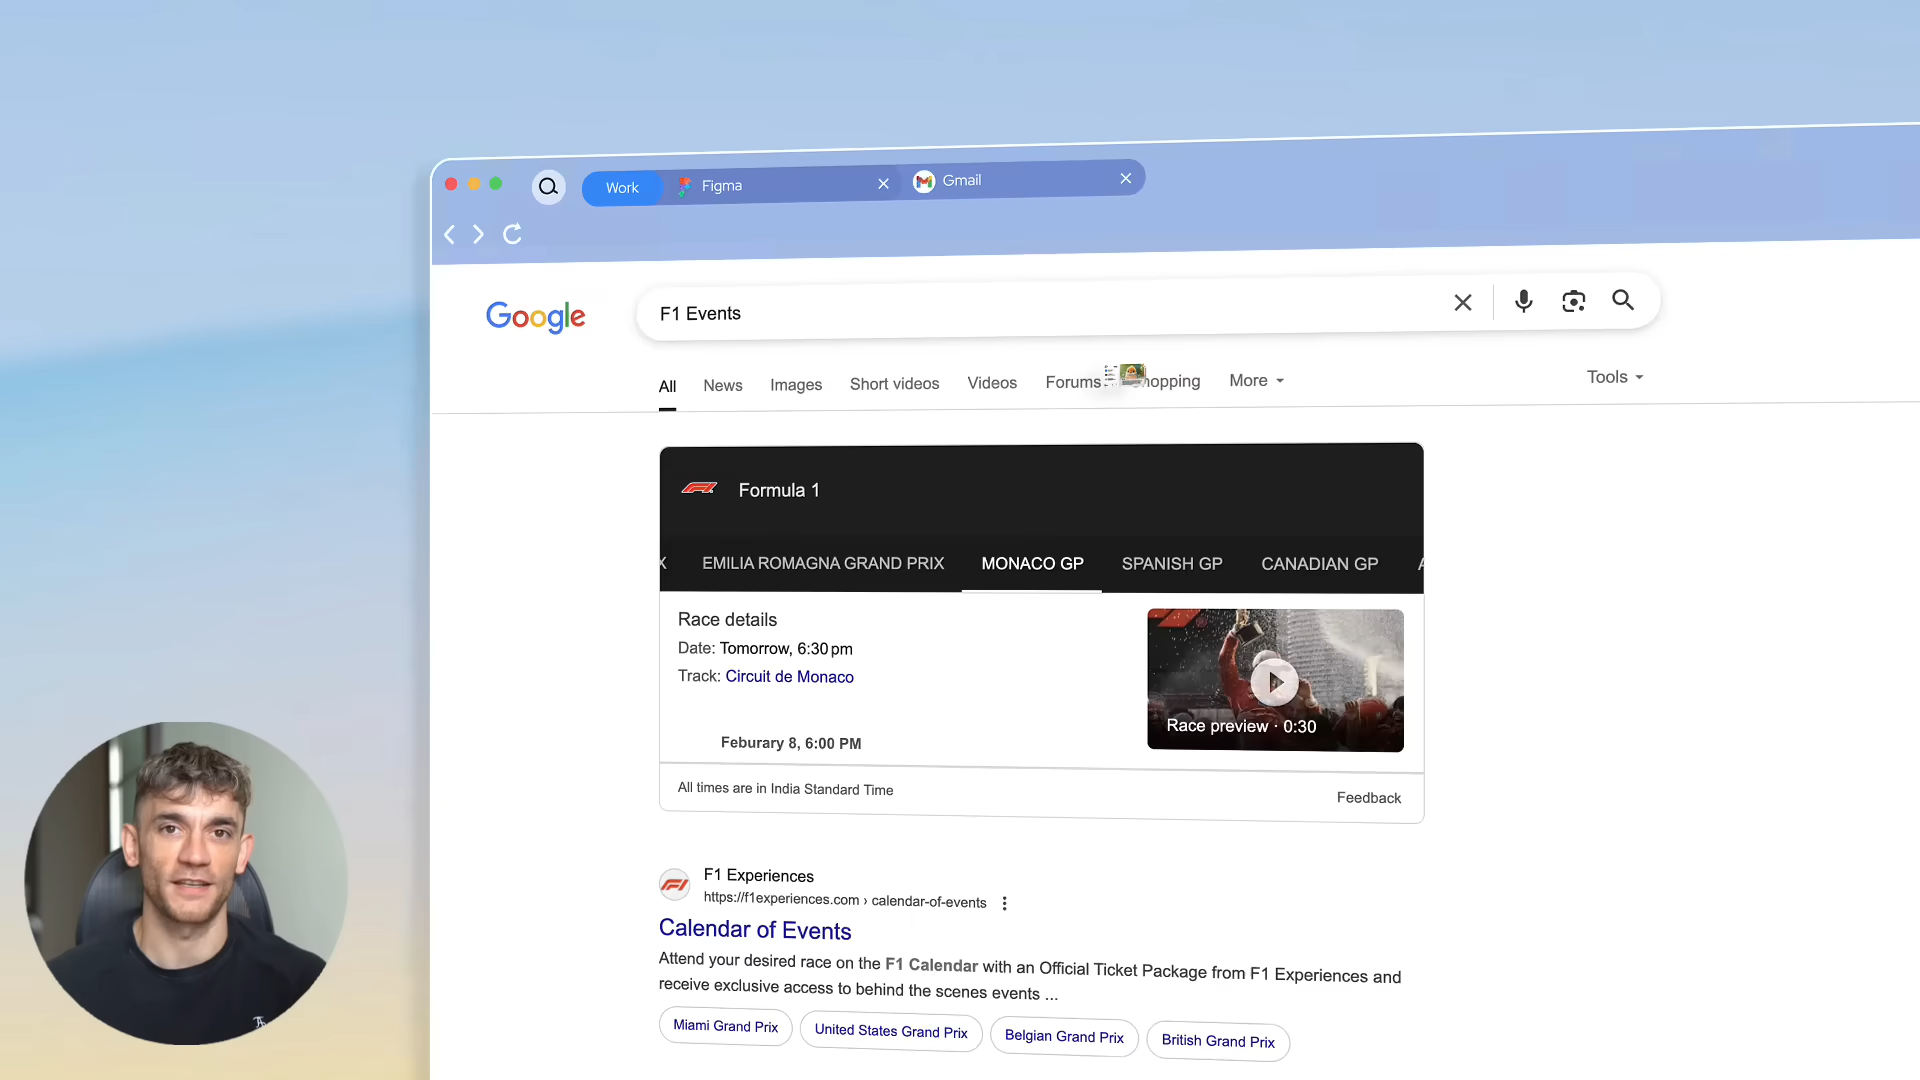 Work
Figma
Gmail
Google
F1 Events
All
News
Images
Short videos
Videos
Forums
hopping
More
Tools
Formula 1
X
EMILIA ROMAGNA GRAND PRIX
MONACO GP
SPANISH GP
CANADIAN GP
Race details
Date: Tomorrow, 6:30 pm
Track: Circuit de Monaco
Race preview · 0:30
Feburary 8, 6:00 PM
All times are in India Standard Time
Feedback
F1 Experiences
https://f1experiences.com › calendar-of-events
Calendar of Events
Attend your desired race on the F1 Calendar with an Official Ticket Package from F1 Experiences and
receive exclusive access to behind the scenes events ...
Miami Grand Prix
United States Grand Prix
Belgian Grand Prix
British Grand Prix